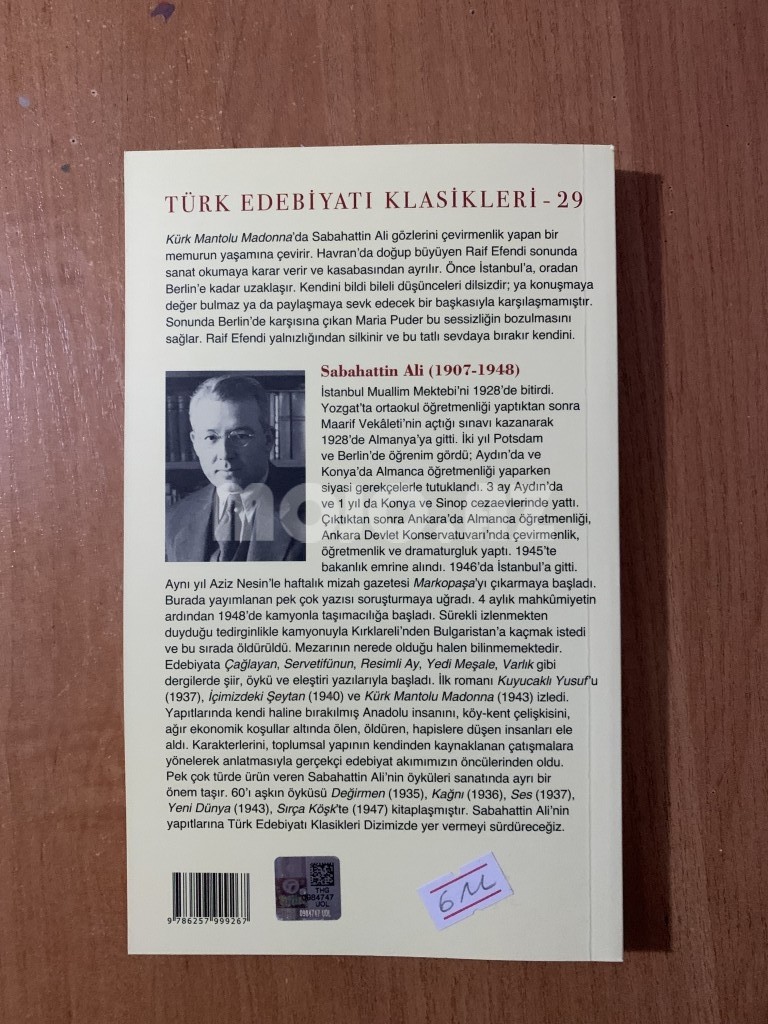 TÜRK EDEBİYATI KLASİKLERİ - 29
Kürk Mantolu Madonna'da Sabahattin Ali gözlerini çevirmenlik yapan bir
memurun yaşamına çevirir. Havran'da doğup büyüyen Raif Efendi sonunda
sanat okumaya karar verir ve kasabasından ayrılır. Önce İstanbul'a, oradan
Berlin'e kadar uzaklaşır. Kendini bildi bileli düşünceleri dilsizdir; ya konuşmaya
değer bulmaz ya da paylaşmaya sevk edecek bir başkasıyla karşılaşmamıştır.
Sonunda Berlin'de karşısına çıkan Maria Puder bu sessizliğin bozulmasını
sağlar. Raif Efendi yalnızlığından silkinir ve bu tatlı sevdaya bırakır kendini.
Sabahattin Ali (1907-1948)
İstanbul Muallim Mektebi'ni 1928'de bitirdi.
Yozgat'ta ortaokul öğretmenliği yaptıktan sonra
Maarif Vekâleti'nin açtığı sınavı kazanarak
1928'de Almanya'ya gitti. İki yıl Potsdam
ve Berlin'de öğrenim gördü; Aydın'da ve
Konya'da Almanca öğretmenliği yaparken
siyasi gerekçelerle tutuklandı. 3 ay Aydın'da
ve 1 yıl da Konya ve Sinop cezaevlerinde yattı.
Çıktıktan sonra Ankara'da Almanca öğretmenliği,
Ankara Devlet Konservatuvarı'nda çevirmenlik,
öğretmenlik ve dramaturgluk yaptı. 1945'te
bakanlık emrine alındı. 1946'da İstanbul'a gitti.
Aynı yıl Aziz Nesin'le haftalık mizah gazetesi Markopaşa'yı çıkarmaya başladı.
Burada yayımlanan pek çok yazısı soruşturmaya uğradı. 4 aylık mahkûmiyetin
ardından 1948'de kamyonla taşımacılığa başladı. Sürekli izlenmekten
duyduğu tedirginlikle kamyonuyla Kırklareli'nden Bulgaristan'a kaçmak istedi
ve bu sırada öldürüldü. Mezarının nerede olduğu halen bilinmemektedir.
Edebiyata Çağlayan, Servetifünun, Resimli Ay, Yedi Meşale, Varlık gibi
dergilerde şiir, öykü ve eleştiri yazılarıyla başladı. İlk romanı Kuyucaklı Yusuf'u
(1937), İçimizdeki Şeytan (1940) ve Kürk Mantolu Madonna (1943) izledi.
Yapıtlarında kendi haline bırakılmış Anadolu insanını, köy-kent çelişkisini,
ağır ekonomik koşullar altında ölen, öldüren, hapislere düşen insanları ele
aldı. Karakterlerini, toplumsal yapının kendinden kaynaklanan çatışmalara
yönelerek anlatmasıyla gerçekçi edebiyat akımımızın öncülerinden oldu.
Pek çok türde ürün veren Sabahattin Ali'nin öyküleri sanatında ayrı bir
önem taşır. 60'ı aşkın öyküsü Değirmen (1935), Kağnı (1936), Ses (1937),
Yeni Dünya (1943), Sırça Köşk'te (1947) kitaplaşmıştır. Sabahattin Ali'nin
yapıtlarına Türk Edebiyatı Klasikleri Dizimizde yer vermeyi sürdüreceğiz.
9 786257 999267
THG
0984747
UOL
0984747 UOL